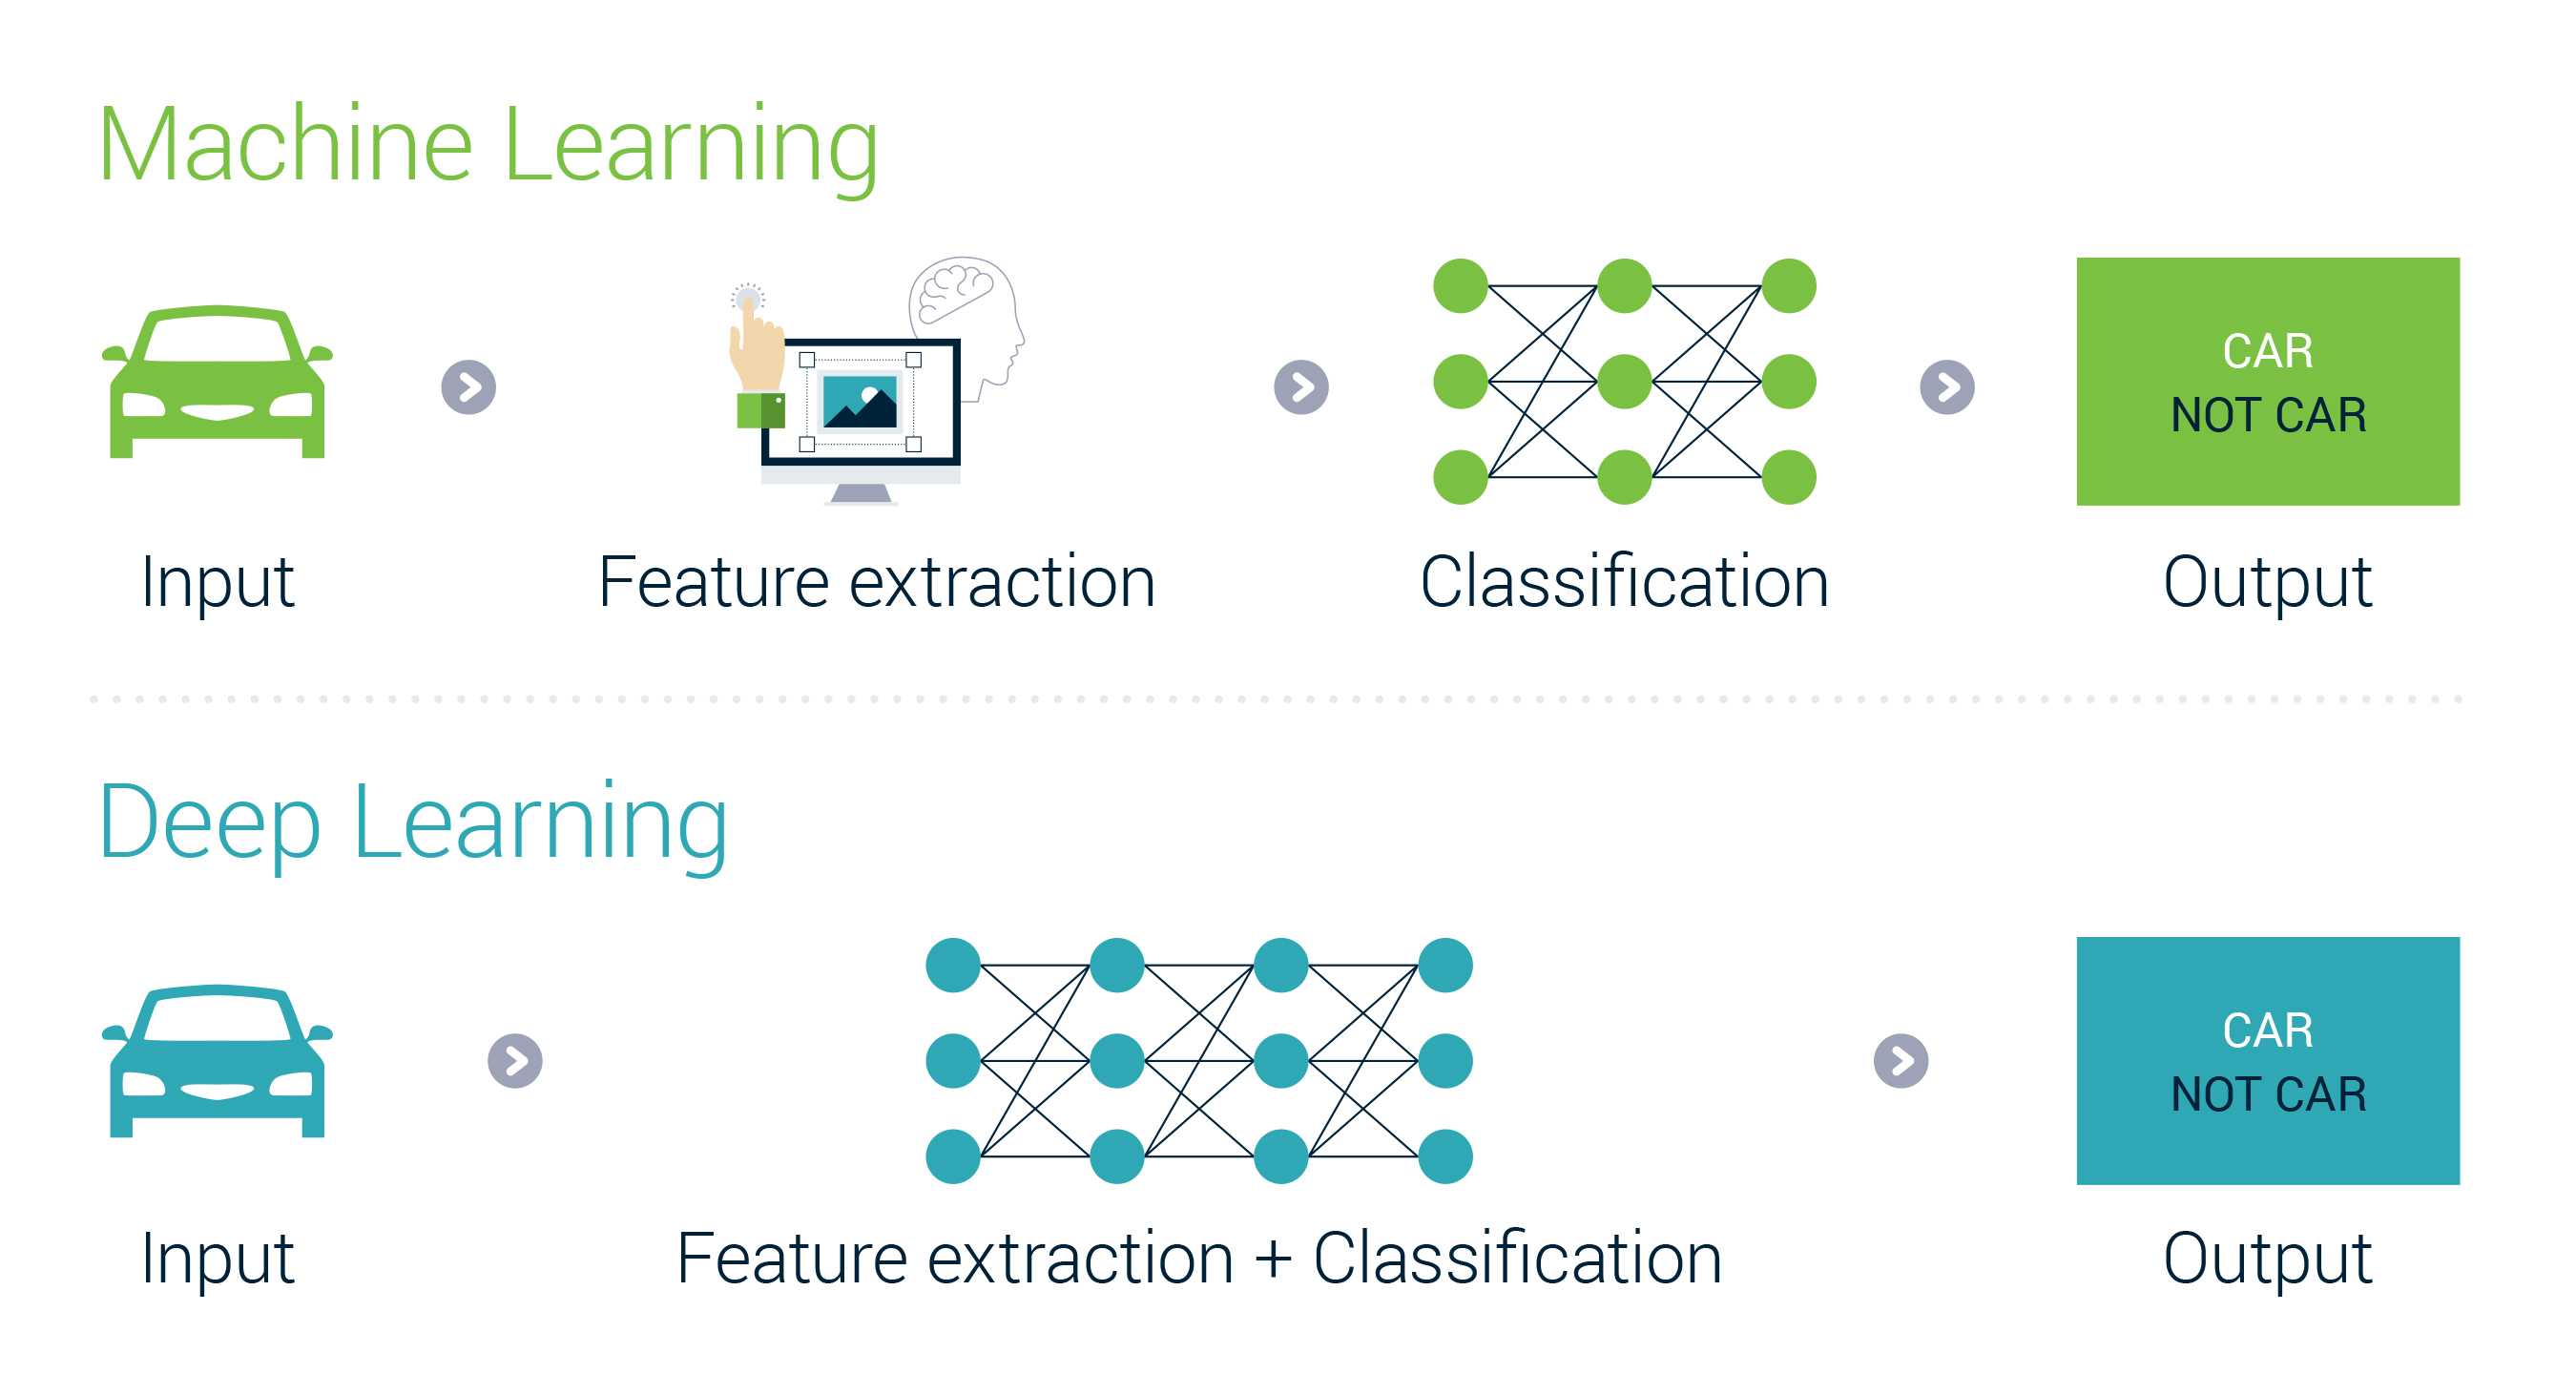 Machine Learning
CAR
NOT CAR
Input
Feature extraction
Classification
Output
Deep Learning
CAR
NOT CAR
Input
Feature extraction + Classification
Output